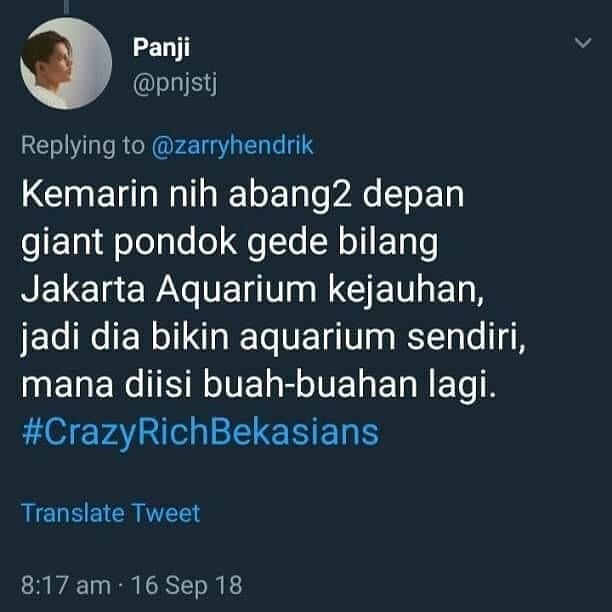 Panji
@pnjstj
Replying to @zarryhendrik
Kemarin nih abang2 depan
giant pondok gede bilang
Jakarta Aquarium kejauhan,
jadi dia bikin aquarium sendiri,
mana diisi buah-buahan lagi.
#CrazyRichBekasians
Translate Tweet
8:17 am · 16 Sep 18